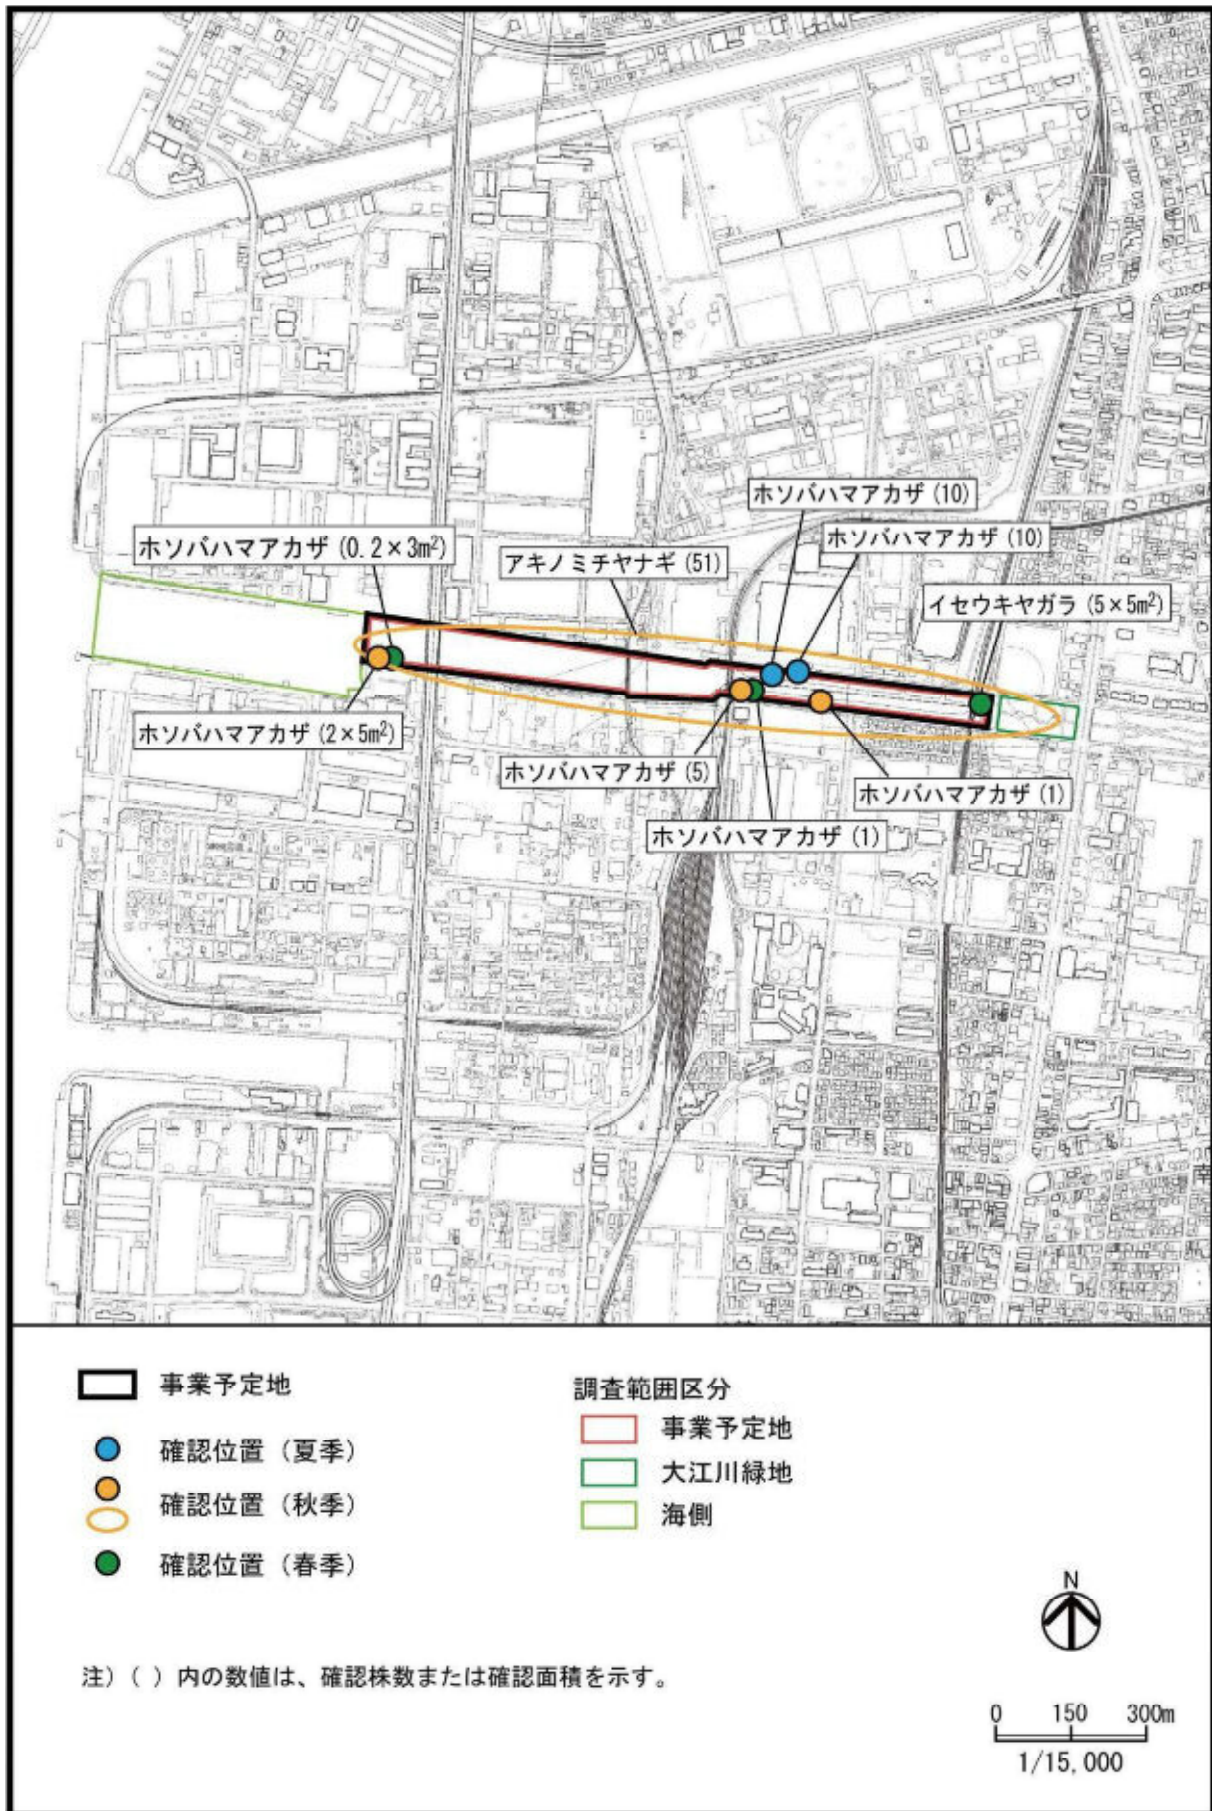 ホソバハマアカザ (10)
ホソバハマアカザ (10)
ホソバハマアカザ (0.2×3m²)
アキノミチヤナギ (51)
イセウキヤガラ (5×5m²)
ホソバハマアカザ (2×5m²)
ホソバハマアカザ (5)
ホソバハマアカザ (1)
ホソバハマアカザ (1)
南
事業予定地
確認位置（夏季）
確認位置（秋季）
確認位置（春季）
調査範囲区分
事業予定地
大江川緑地
海側
N
注）（ ）内の数値は、確認株数または確認面積を示す。
0 150 300m
1/15,000